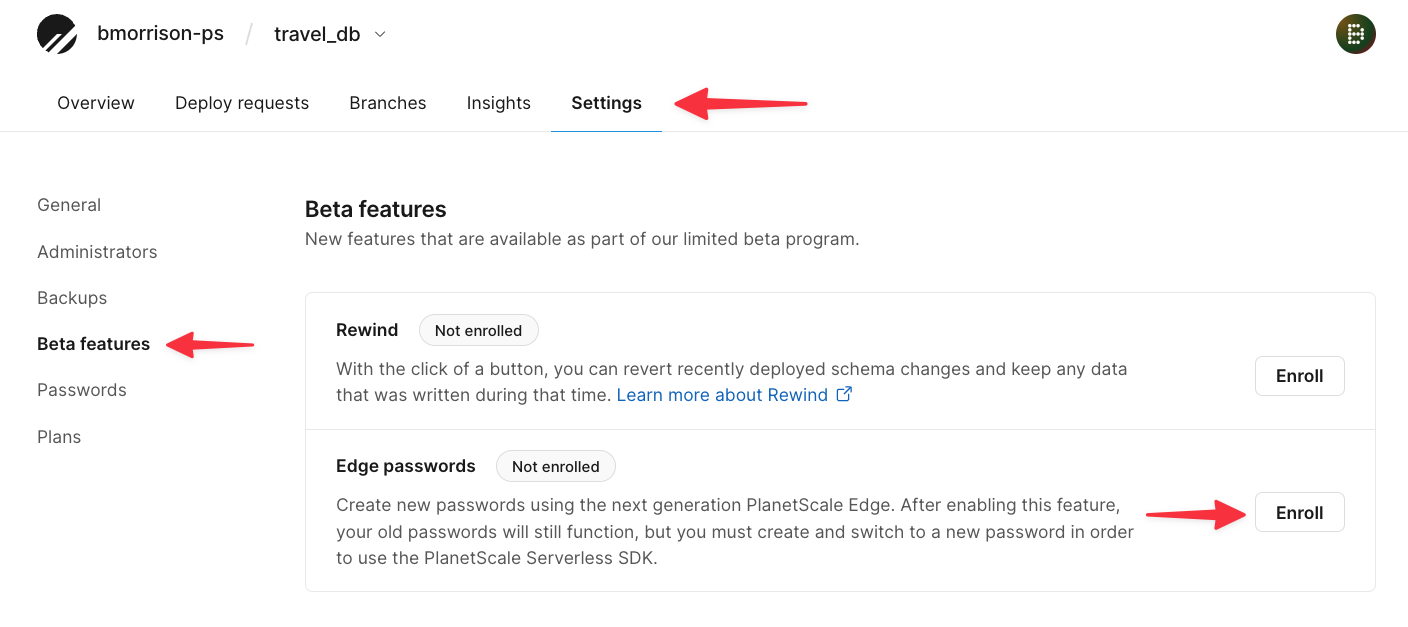 bmorrison-ps / travel_db
Overview Deploy requests Branches Insights Settings
General
Administrators
Backups
Beta features
Passwords
Plans
Beta features
New features that are available as part of our limited beta program.
Rewind Not enrolled
With the click of a button, you can revert recently deployed schema changes and keep any data
that was written during that time. Learn more about Rewind
Enroll
Edge passwords Not enrolled
Create new passwords using the next generation PlanetScale Edge. After enabling this feature,
your old passwords will still function, but you must create and switch to a new password in order
to use the PlanetScale Serverless SDK.
Enroll
B